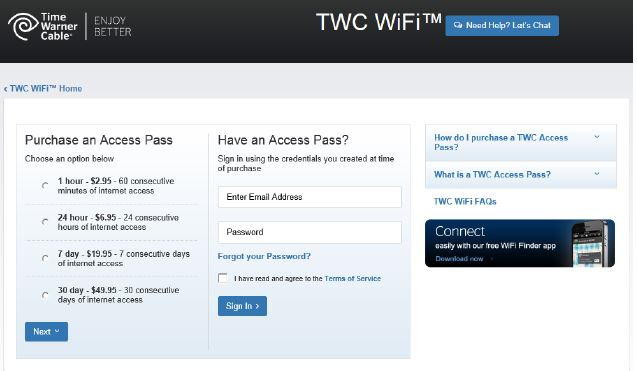 Time Warner Cable®
ENJOY BETTER
TWC WiFi™
Need Help? Let's Chat
‹ TWC WiFi™ Home
Purchase an Access Pass
Choose an option below
1 hour - $2.95 - 60 consecutive
minutes of internet access
24 hour - $6.95 - 24 consecutive
hours of internet access
7 day - $19.95 - 7 consecutive days
of internet access
30 day - $49.95 - 30 consecutive
days of internet access
Next
Have an Access Pass?
Sign in using the credentials you created at time
of purchase
Enter Email Address
Password
Forgot your Password?
I have read and agree to the Terms of Service
Sign In ›
How do I purchase a TWC Access
Pass?
What is a TWC Access Pass?
TWC WiFi FAQs
Connect
easily with our free WiFi Finder app
Download now ›